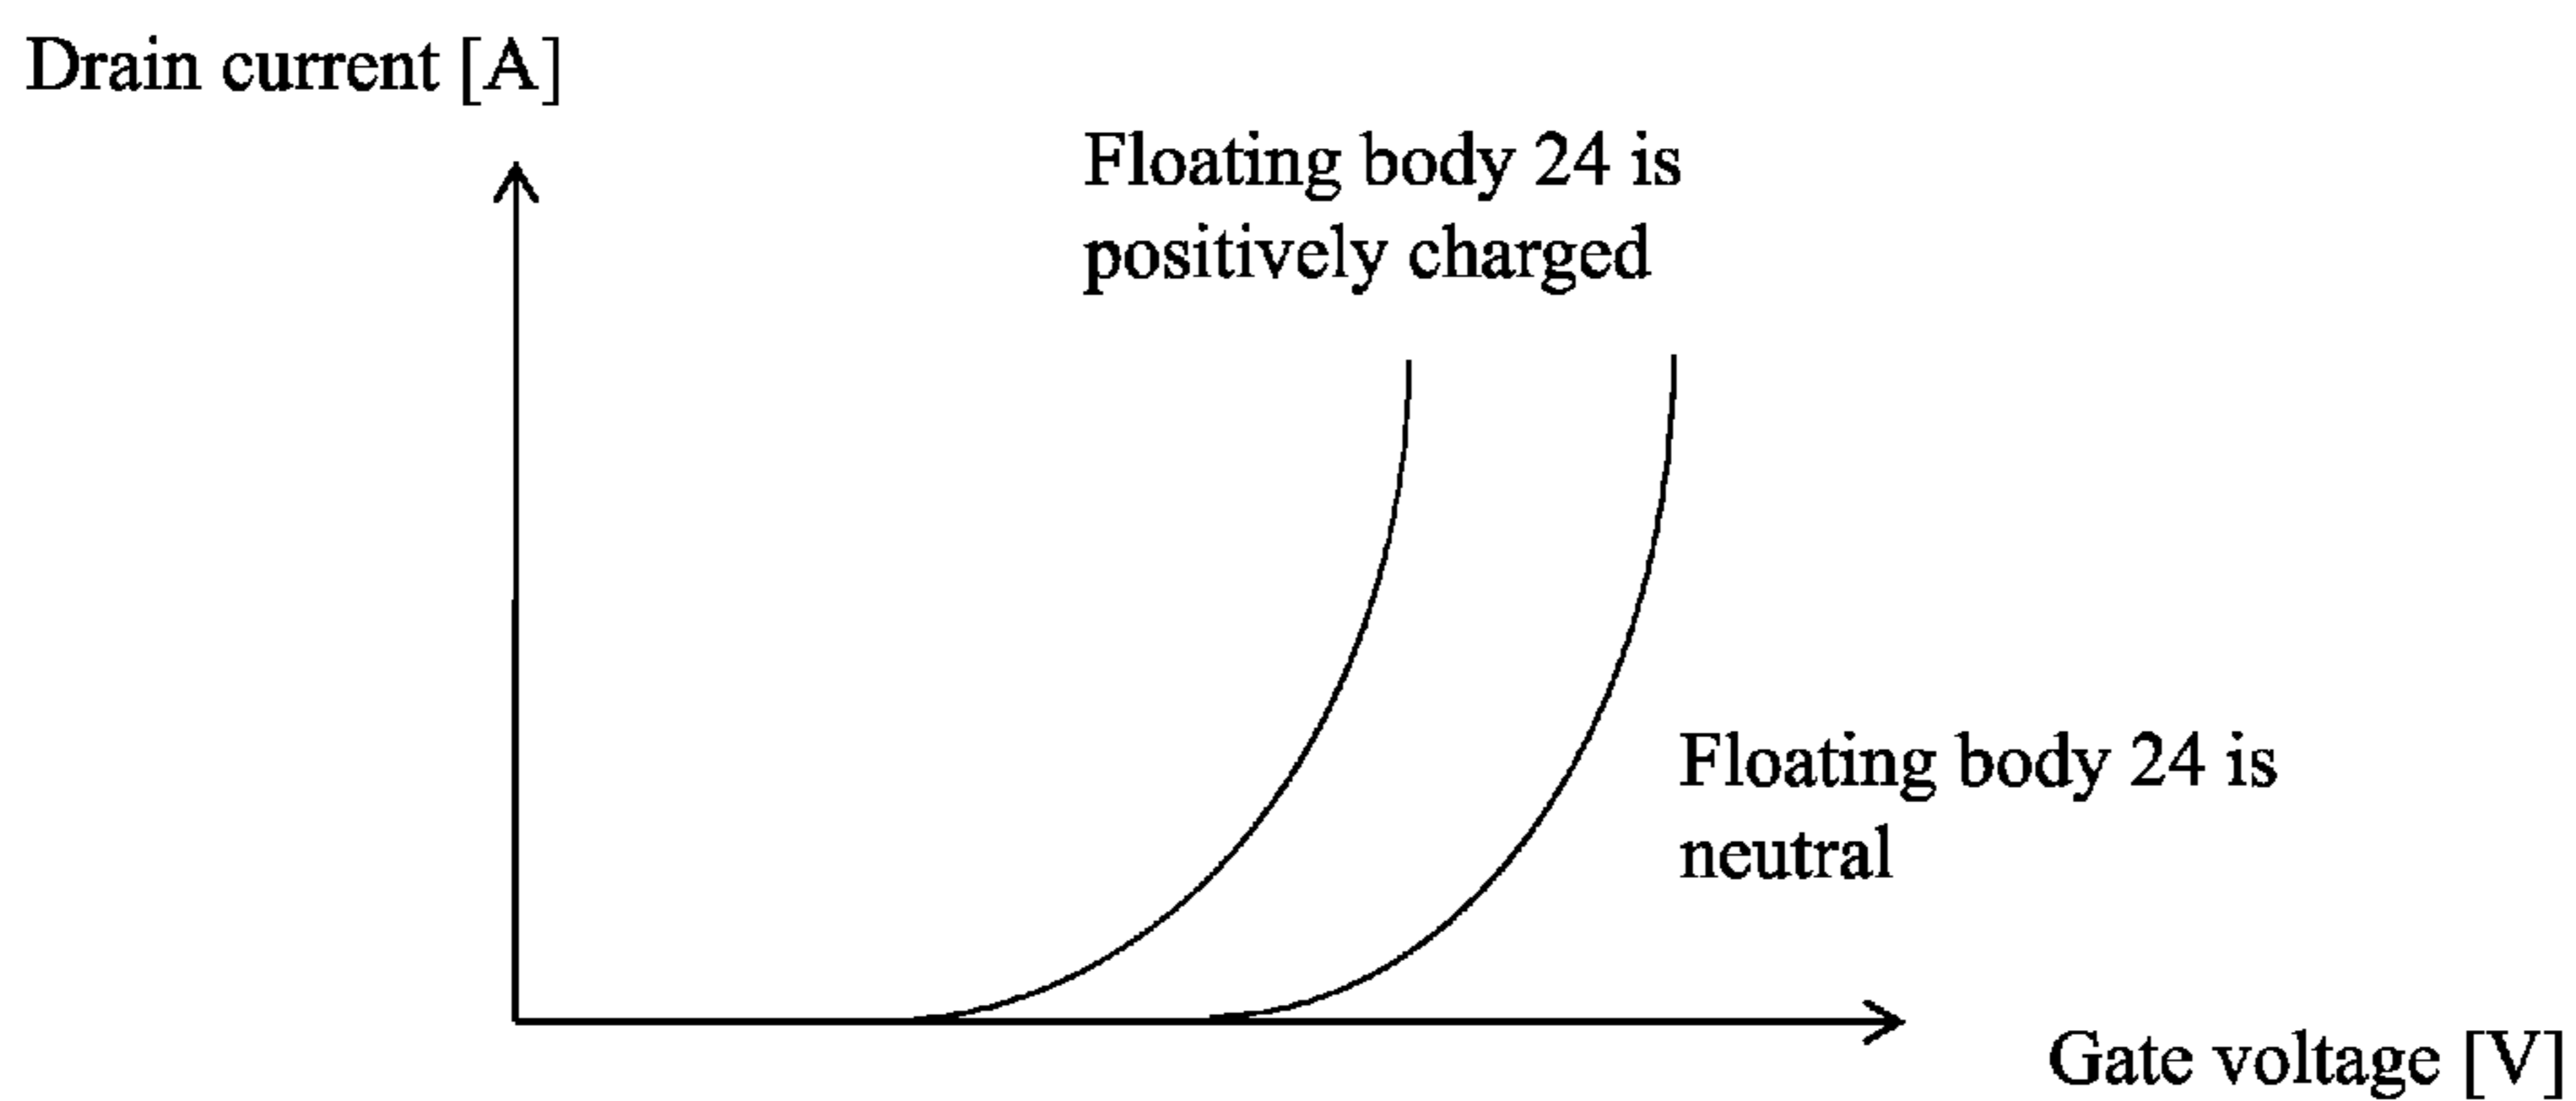 Drain current [A]
Floating body 24 is
positively charged
Floating body 24 is
neutral
Gate voltage [V]